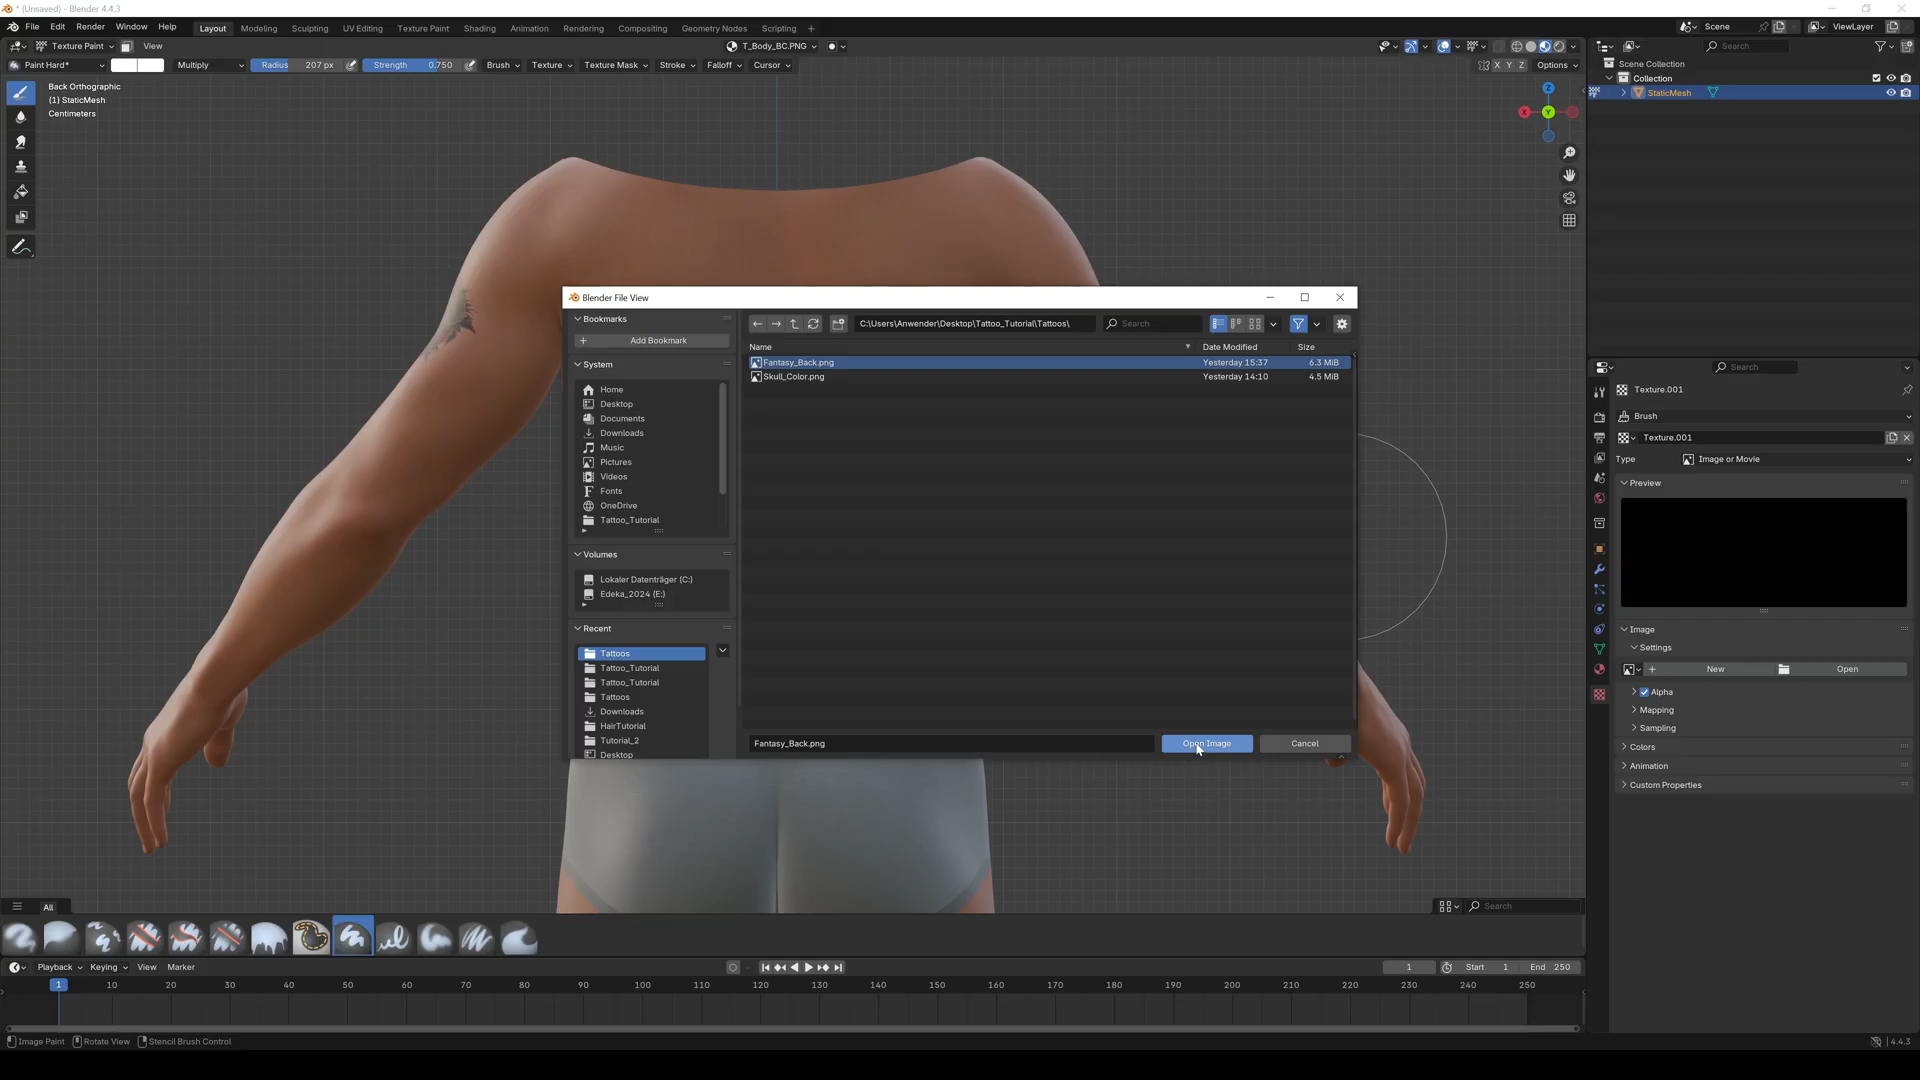 * (Unsaved) - Blender 4.4.3
File Edit Render Window Help Layout Modeling Sculpting UV Editing Texture Paint Shading Animation Rendering Compositing Geometry Nodes Scripting + Scene ViewLayer
Texture Paint View T_Body_BC.PNG Search
Paint Hard* Multiply Radius 207 px Strength 0.750 Brush Texture Texture Mask Stroke Falloff Cursor X Y Z Options
Scene Collection
Collection
StaticMesh
Back Orthographic
(1) StaticMesh
Centimeters
Z
X
Y
Blender File View
Bookmarks
Add Bookmark
System
Home
Desktop
Documents
Downloads
Music
Pictures
Videos
Fonts
OneDrive
Tattoo_Tutorial
Volumes
Lokaler Datenträger (C:)
Edeka_2024 (E:)
Recent
Tattoos
Tattoo_Tutorial
Tattoo_Tutorial
Tattoos
Downloads
HairTutorial
Tutorial_2
Desktop
C:\Users\Anwender\Desktop\Tattoo_Tutorial\Tattoos\ Search
Name Date Modified Size
Fantasy_Back.png Yesterday 15:37 6.3 MiB
Skull_Color.png Yesterday 14:10 4.5 MiB
Fantasy_Back.png Open Image Cancel
Search
Texture.001
Brush
Texture.001
Type Image or Movie
Preview
Image
Settings
New Open
Alpha
Mapping
Sampling
Colors
Animation
Custom Properties
All Search
Playback Keying View Marker 1 Start 1 End 250
1 10 20 30 40 50 60 70 80 90 100 110 120 130 140 150 160 170 180 190 200 210 220 230 240 250
Image Paint Rotate View Stencil Brush Control 4.4.3